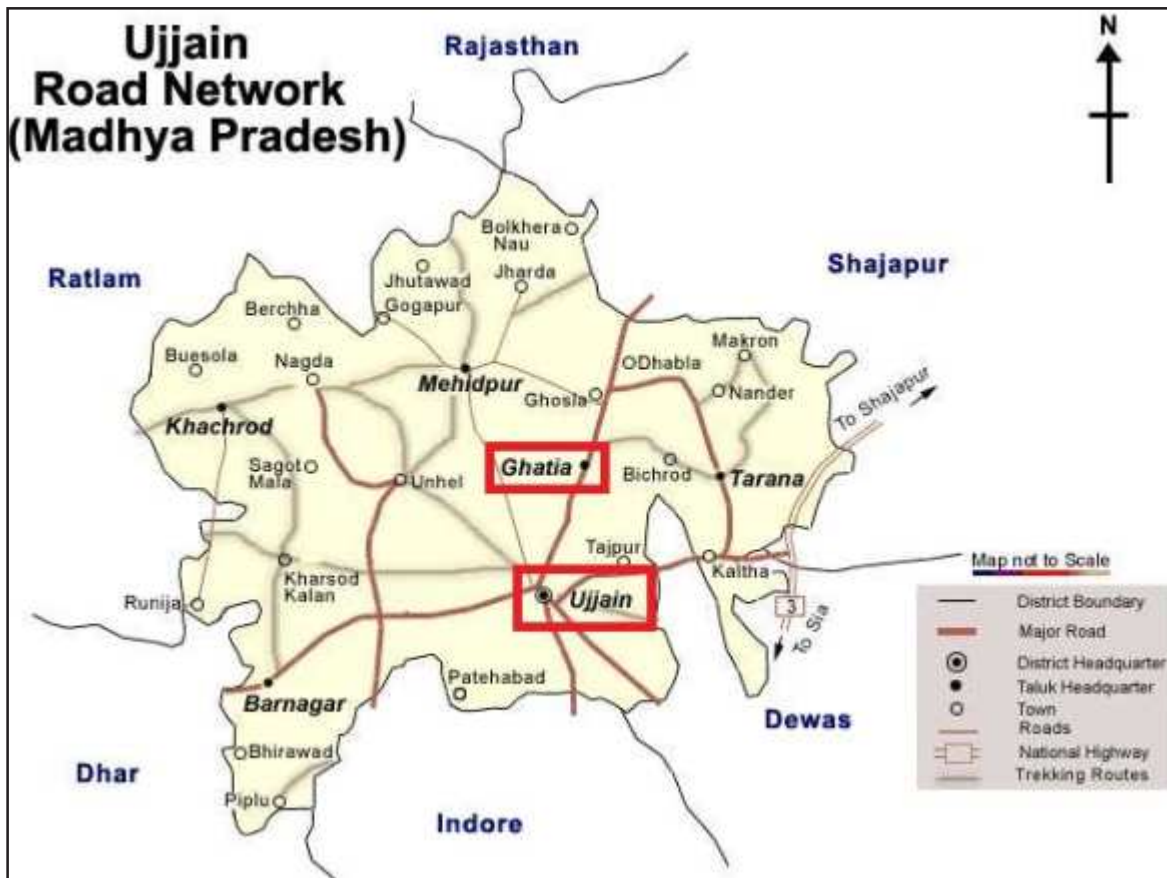 Ujjain
Road Network
(Madhya Pradesh)
Rajasthan
N
Ratlam
Shajapur
Bolkhera
Nau
Jhutawad
Jharda
Gogapur
Berchha
Buesola
Nagda
Mehidpur
Makron
Dhabla
Nander
Ghosla
To Shajapur
Khachrod
Sagot
Mala
Unhel
Ghatia
Bichrod
Tarana
Tajpur
Kaltha
Kharsod
Kalan
Runija
Ujjain
3
To Sia
Patehabad
Barnagar
Dewas
Bhirawad
Dhar
Piplu
Indore
Map not to Scale
District Boundary
Major Road
District Headquarter
Taluk Headquarter
Town
Roads
National Highway
Trekking Routes